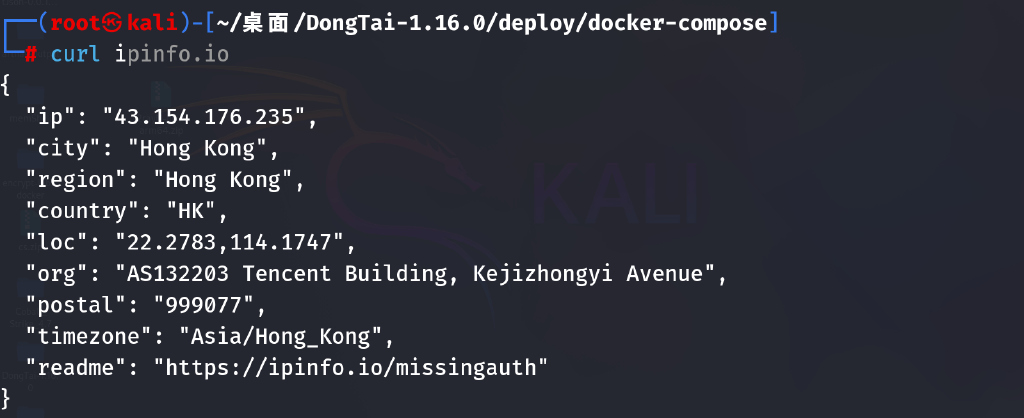 ┌──(root㉿kali)-[~/桌面/DongTai-1.16.0/deploy/docker-compose]
└─# curl ipinfo.io
{
  "ip": "43.154.176.235",
  "city": "Hong Kong",
  "region": "Hong Kong",
  "country": "HK",
  "loc": "22.2783,114.1747",
  "org": "AS132203 Tencent Building, Kejizhongyi Avenue",
  "postal": "999077",
  "timezone": "Asia/Hong_Kong",
  "readme": "https://ipinfo.io/missingauth"
}
KALI